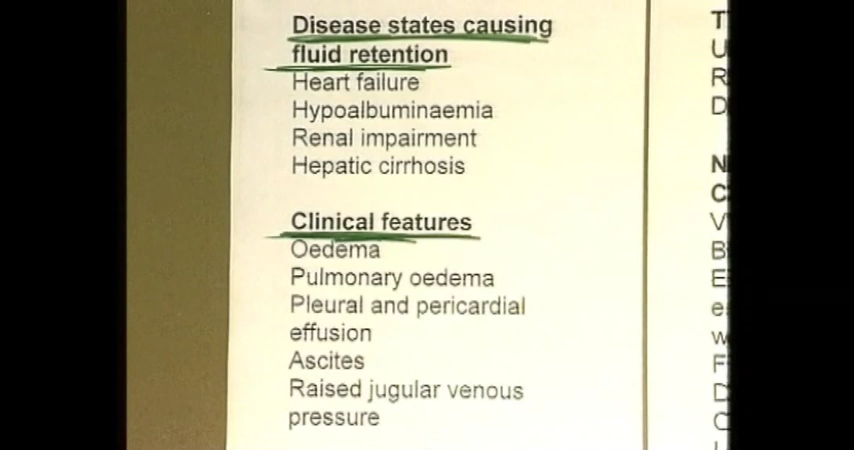 Disease states causing
fluid retention
Heart failure
Hypoalbuminaemia
Renal impairment
Hepatic cirrhosis
Clinical features
Oedema
Pulmonary oedema
Pleural and pericardial
effusion
Ascites
Raised jugular venous
pressure